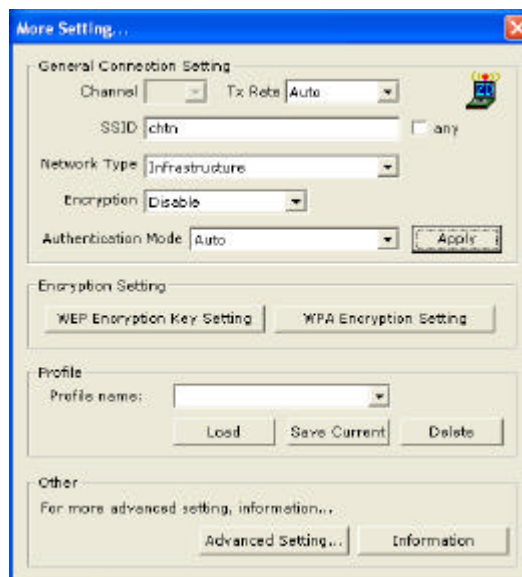 More Setting...
General Connection Setting
Channel Tx Rate Auto
SSID chtn any
Network Type Infrastructure
Encryption Disable
Authentication Mode Auto Apply
Encryption Setting
WEP Encryption Key Setting WPA Encryption Setting
Profile
Profile name:
Load Save Current Delete
Other
For more advanced setting, information...
Advanced Setting... Information
ZD